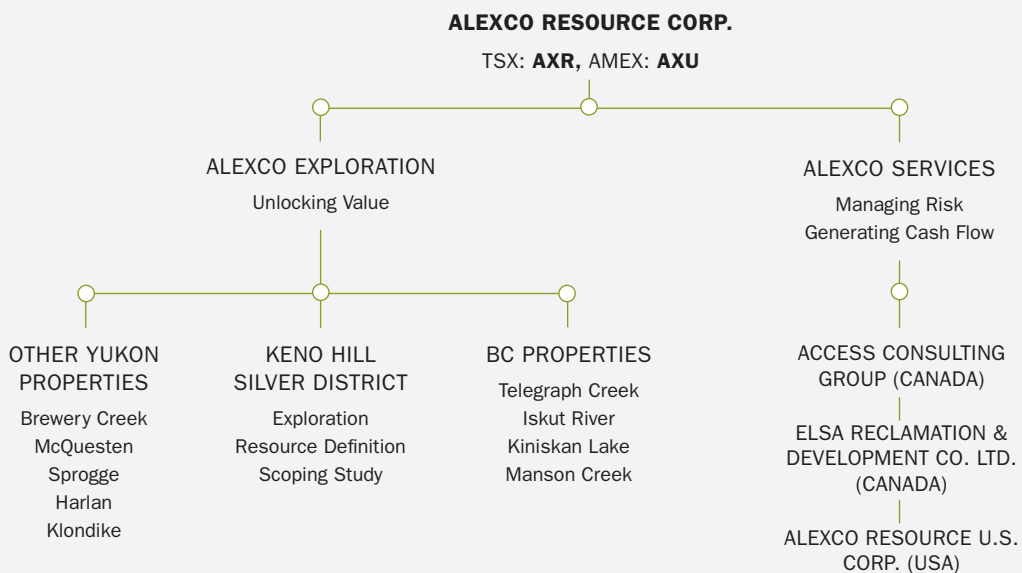 ALEXCO RESOURCE CORP.
TSX: AXR, AMEX: AXU
ALEXCO EXPLORATION
Unlocking Value
ALEXCO SERVICES
Managing Risk
Generating Cash Flow
OTHER YUKON
PROPERTIES
Brewery Creek
McQuesten
Sprogge
Harlan
Klondike
KENO HILL
SILVER DISTRICT
Exploration
Resource Definition
Scoping Study
BC PROPERTIES
Telegraph Creek
Iskut River
Kiniskan Lake
Manson Creek
ACCESS CONSULTING
GROUP (CANADA)
ELSA RECLAMATION &
DEVELOPMENT CO. LTD.
(CANADA)
ALEXCO RESOURCE U.S.
CORP. (USA)